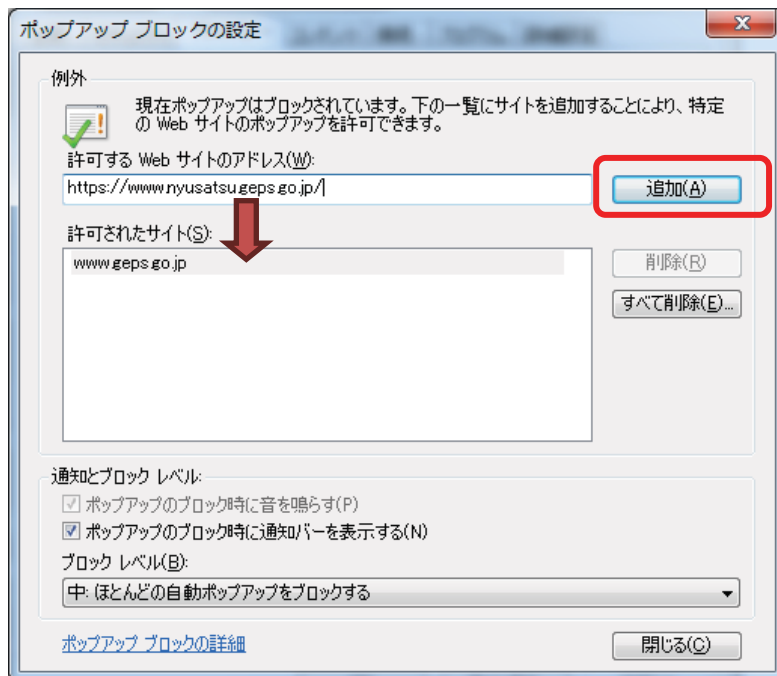 ポップアップ ブロックの設定
例外
現在ポップアップはブロックされています。下の一覧にサイトを追加することにより、特定
の Web サイトのポップアップを許可できます。
許可する Web サイトのアドレス(W):
https://www.nyusatsu.geps.go.jp/
追加(A)
許可されたサイト(S):
www.geps.go.jp
削除(R)
すべて削除(E)...
通知とブロック レベル:
ポップアップのブロック時に音を鳴らす(P)
ポップアップのブロック時に通知バーを表示する(N)
ブロック レベル(B):
中: ほとんどの自動ポップアップをブロックする
ポップアップ ブロックの詳細
閉じる(C)